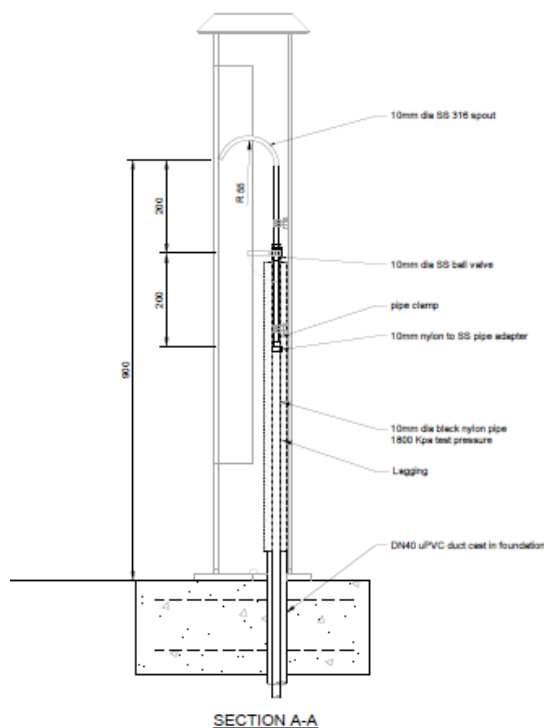 10mm dia SS 316 spout
R 55
200
10mm dia SS ball valve
pipe clamp
200
10mm nylon to SS pipe adapter
900
10mm dia black nylon pipe
1800 Kpa test pressure
Lagging
DN40 uPVC duct cast in foundation
SECTION A-A